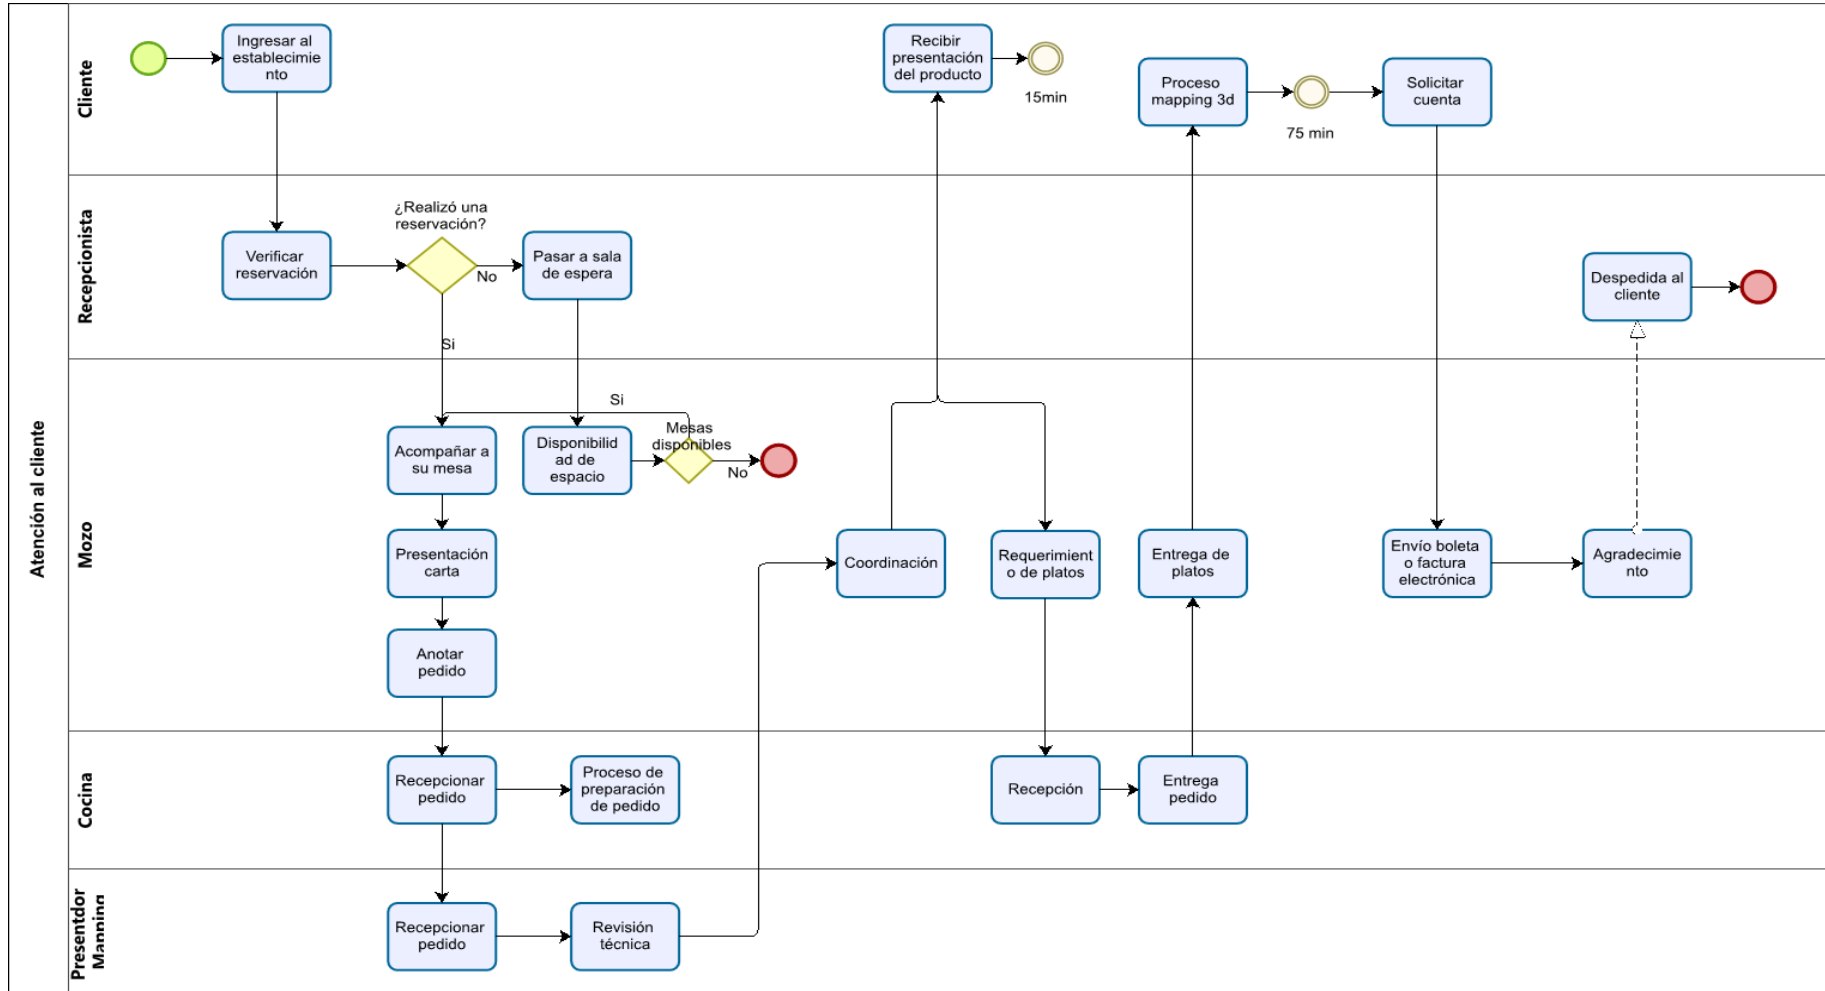 Atención al cliente
Cliente
Ingresar al
establecimie
nto
Recibir
presentación
del producto
15min
Proceso
mapping 3d
75 min
Solicitar
cuenta
Recepcionista
Verificar
reservación
¿Realizó una
reservación?
No
Si
Pasar a sala
de espera
Despedida al
cliente
Mozo
Acompañar a
su mesa
Disponibilid
ad de
espacio
Si
Mesas
disponibles
No
Presentación
carta
Anotar
pedido
Coordinación
Requerimient
o de platos
Entrega de
platos
Envío boleta
o factura
electrónica
Agradecimie
nto
Cocina
Recepcionar
pedido
Proceso de
preparación
de pedido
Recepción
Entrega
pedido
Presentdor
Mapping
Recepcionar
pedido
Revisión
técnica